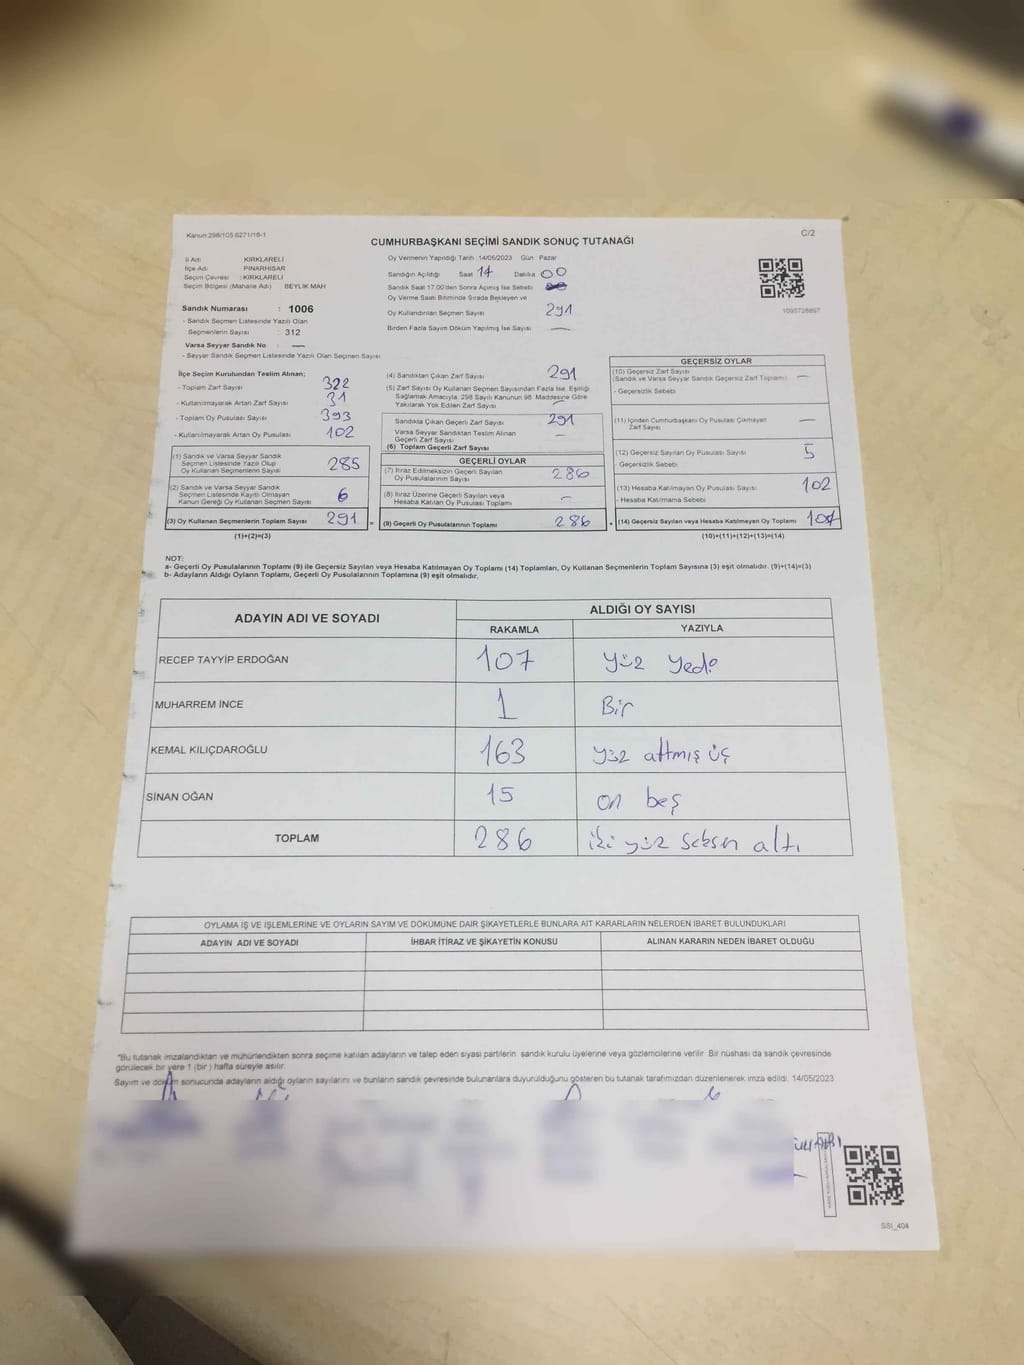 Kanun:298/105,6271/18-1
C/2
CUMHURBAŞKANI SEÇİMİ SANDIK SONUÇ TUTANAĞI
İl Adı KIRKLARELİ
İlçe Adı PINARHİSAR
Seçim Çevresi : KIRKLARELİ
Seçim Bölgesi (Mahalle Adı) BEYLİK MAH
Oy Vermenin Yapıldığı Tarih :14/05/2023 Gün Pazar
Sandığın Açıldığı Saat 14 Dakika 00
Sandık Saat 17.00'den Sonra Açılmış İse Sebebi
Oy Verme Saati Bitiminde Sırada Bekleyen ve
Oy Kullandırılan Seçmen Sayısı 291
Birden Fazla Sayım Döküm Yapılmış İse Sayısı —
1093726897
Sandık Numarası : 1006
- Sandık Seçmen Listesinde Yazılı Olan
Seçmenlerin Sayısı : 312
Varsa Seyyar Sandık No : —
- Seyyar Sandık Seçmen Listesinde Yazılı Olan Seçmen Sayısı
İlçe Seçim Kurulundan Teslim Alınan;
- Toplam Zarf Sayısı 322
- Kullanılmayarak Artan Zarf Sayısı 31
- Toplam Oy Pusulası Sayısı 393
- Kullanılmayarak Artan Oy Pusulası 102
(1) Sandık ve Varsa Seyyar Sandık
Seçmen Listesinde Yazılı Olup
Oy Kullanan Seçmenlerin Sayısı 285
(2) Sandık ve Varsa Seyyar Sandık
Seçmen Listesinde Kayıtlı Olmayan
Kanun Gereği Oy Kullanan Seçmen Sayısı 6
(3) Oy Kullanan Seçmenlerin Toplam Sayısı 291 =
(1)+(2)=(3)
(4) Sandıktan Çıkan Zarf Sayısı 291
(5) Zarf Sayısı Oy Kullanan Seçmen Sayısından Fazla İse, Eşitliği
Sağlamak Amacıyla, 298 Sayılı Kanunun 98. Maddesine Göre
Yakılarak Yok Edilen Zarf Sayısı —
Sandıkta Çıkan Geçerli Zarf Sayısı 291
Varsa Seyyar Sandıktan Teslim Alınan
Geçerli Zarf Sayısı —
(6) Toplam Geçerli Zarf Sayısı
GEÇERLİ OYLAR
(7) İtiraz Edilmeksizin Geçerli Sayılan
Oy Pusulasının Sayısı 286
(8) İtiraz Üzerine Geçerli Sayılan veya
Hesaba Katılan Oy Pusulası Toplamı —
(9) Geçerli Oy Pusulalarının Toplamı 286 +
GEÇERSİZ OYLAR
(10) Geçersiz Zarf Sayısı
(Sandık ve Varsa Seyyar Sandık Geçersiz Zarf Toplamı) —
- Geçersizlik Sebebi
(11) İçinden Cumhurbaşkanı Oy Pusulası Çıkmayan
Zarf Sayısı —
(12) Geçersiz Sayılan Oy Pusulası Sayısı 5
- Geçersizlik Sebebi
(13) Hesaba Katılmayan Oy Pusulası Sayısı 102
- Hesaba Katılmama Sebebi
(14) Geçersiz Sayılan veya Hesaba Katılmayan Oy Toplamı 107
(10)+(11)+(12)+(13)=(14)
NOT:
a- Geçerli Oy Pusulalarının Toplamı (9) ile Geçersiz Sayılan veya Hesaba Katılmayan Oy Toplamı (14) Toplamları, Oy Kullanan Seçmenlerin Toplam Sayısına (3) eşit olmalıdır. (9)+(14)=(3)
b- Adayların Aldığı Oyların Toplamı, Geçerli Oy Pusulalarının Toplamına (9) eşit olmalıdır.
ADAYIN ADI VE SOYADI ALDIĞI OY SAYISI
RAKAMLA YAZIYLA
RECEP TAYYİP ERDOĞAN 107 yüz yedi
MUHARREM İNCE 1 Bir
KEMAL KILIÇDAROĞLU 163 yüz altmış üç
SİNAN OĞAN 15 on beş
TOPLAM 286 iki yüz seksen altı
OYLAMA İŞ VE İŞLEMLERİNE VE OYLARIN SAYIM VE DÖKÜMÜNE DAİR ŞİKAYETLERLE BUNLARA AİT KARARLARIN NELERDEN İBARET BULUNDUKLARI
ADAYIN ADI VE SOYADI İHBAR İTİRAZ VE ŞİKAYETİN KONUSU ALINAN KARARIN NEDEN İBARET OLDUĞU
"Bu tutanak imzalandıktan ve mühürlendikten sonra seçime katılan adayların ve talep eden siyasi partilerin sandık kurulu üyelerine veya gözlemcilerine verilir. Bir nüshası da sandık çevresinde
görülecek bir yere 1 (bir) hafta süreyle asılır.
Sayım ve döküm sonucunda adayların aldığı oyların sayılarını ve bunların sandık çevresinde bulunanlara duyurulduğunu gösteren bu tutanak tarafımızdan düzenlenerek imza edildi. 14/05/2023
SSI_404